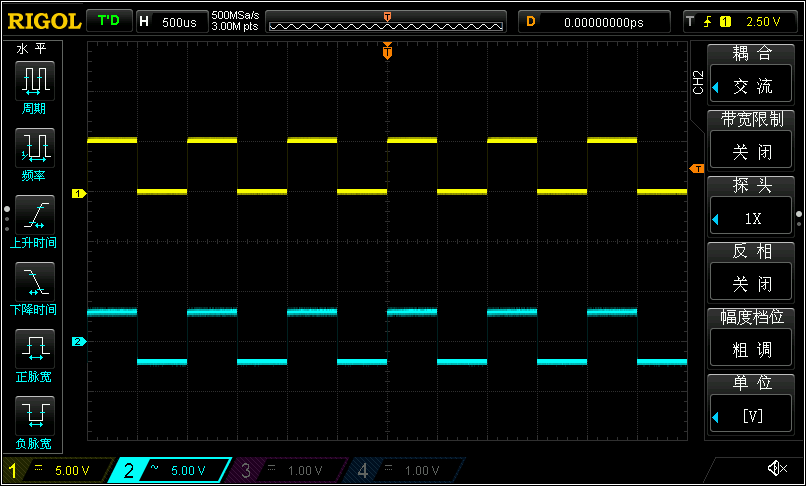 RIGOL T'D H 500us 500MSa/s 3.00M pts T D 0.00000000ps T 1 2.50 V
水 平
周期
频率
上升时间
下降时间
正脉宽
负脉宽
T
1
2
T
CH2
耦 合
交 流
带宽限制
关 闭
探 头
1X
反 相
关 闭
幅度档位
粗 调
单 位
[V]
1 5.00 V 2 ~ 5.00 V 3 1.00 V 4 1.00 V